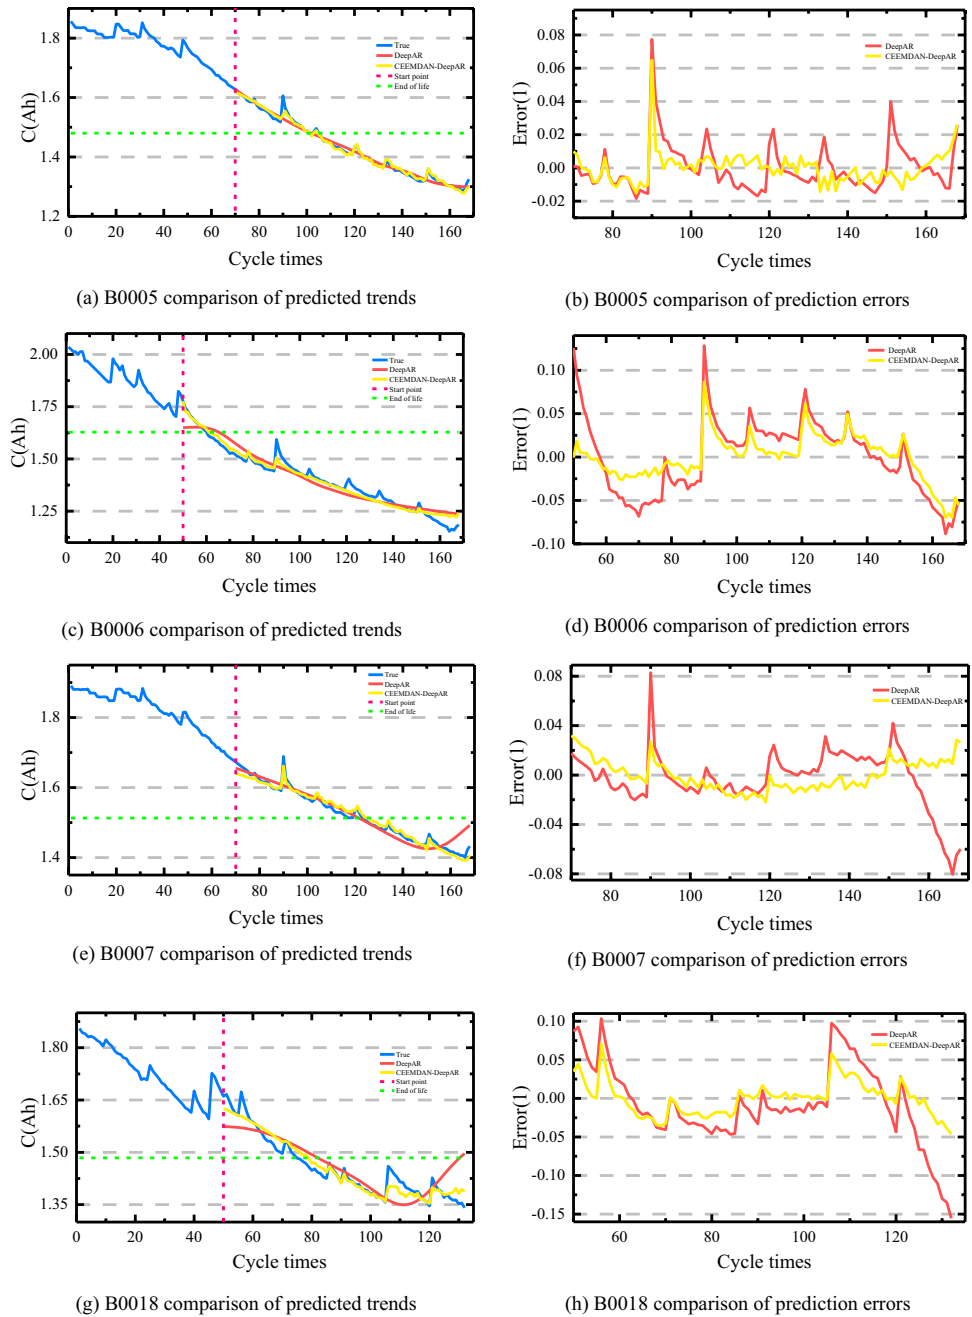 1.8
1.6
1.4
1.2
C(Ah)
0 20 40 60 80 100 120 140 160
Cycle times
True
DeepAR
CEEMDAN-DeepAR
Start point
End of life
(a) B0005 comparison of predicted trends
0.08
0.06
0.04
0.02
0.00
-0.02
Error(1)
80 100 120 140 160
Cycle times
DeepAR
CEEMDAN-DeepAR
(b) B0005 comparison of prediction errors
2.00
1.75
1.50
1.25
C(Ah)
0 20 40 60 80 100 120 140 160
Cycle times
True
DeepAR
CEEMDAN-DeepAR
Start point
End of life
(c) B0006 comparison of predicted trends
0.10
0.05
0.00
-0.05
-0.10
Error(1)
60 80 100 120 140 160
Cycle times
DeepAR
CEEMDAN-DeepAR
(d) B0006 comparison of prediction errors
1.8
1.6
1.4
C(Ah)
0 20 40 60 80 100 120 140 160
Cycle times
True
DeepAR
CEEMDAN-DeepAR
Start point
End of life
(e) B0007 comparison of predicted trends
0.08
0.04
0.00
-0.04
-0.08
Error(1)
80 100 120 140 160
Cycle times
DeepAR
CEEMDAN-DeepAR
(f) B0007 comparison of prediction errors
1.80
1.65
1.50
1.35
C(Ah)
0 20 40 60 80 100 120
Cycle times
True
DeepAR
CEEMDAN-DeepAR
Start point
End of life
(g) B0018 comparison of predicted trends
0.10
0.05
0.00
-0.05
-0.10
-0.15
Error(1)
60 80 100 120
Cycle times
DeepAR
CEEMDAN-DeepAR
(h) B0018 comparison of prediction errors